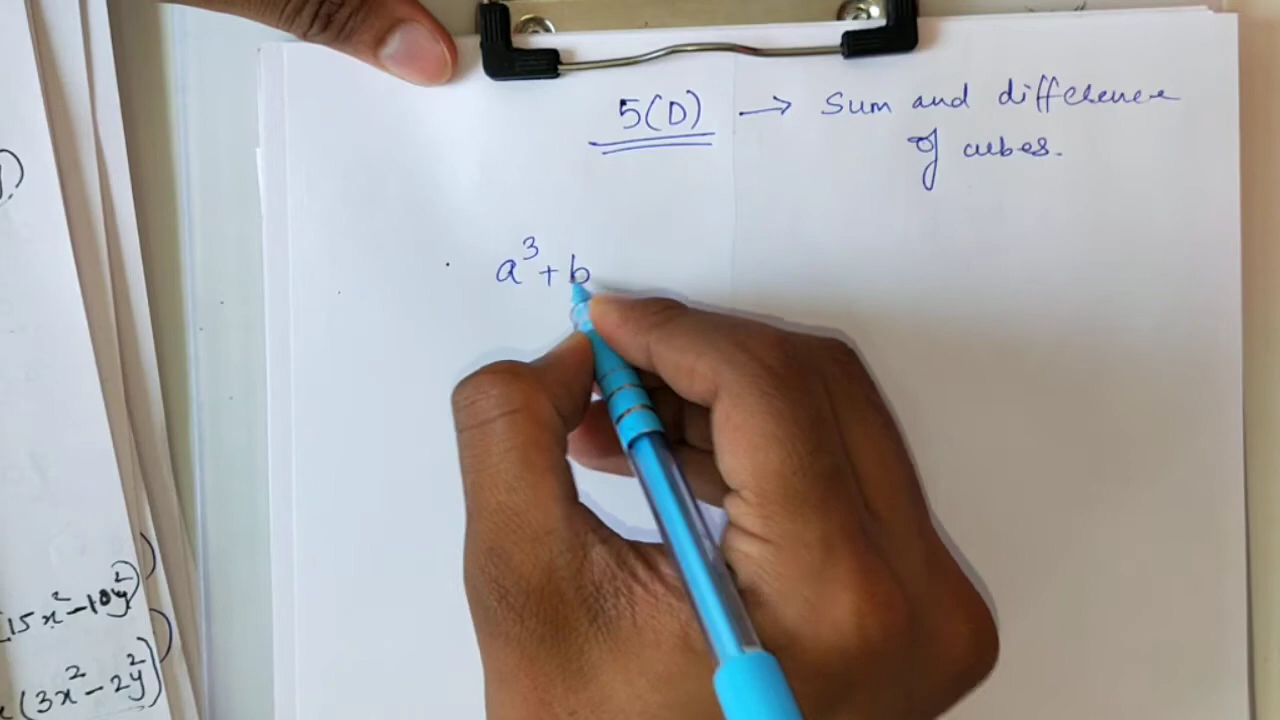 5(D) → Sum and difference
of cubes.
a³ + b
)
)
15x² - 10y²)
)
(3x² - 2y²)